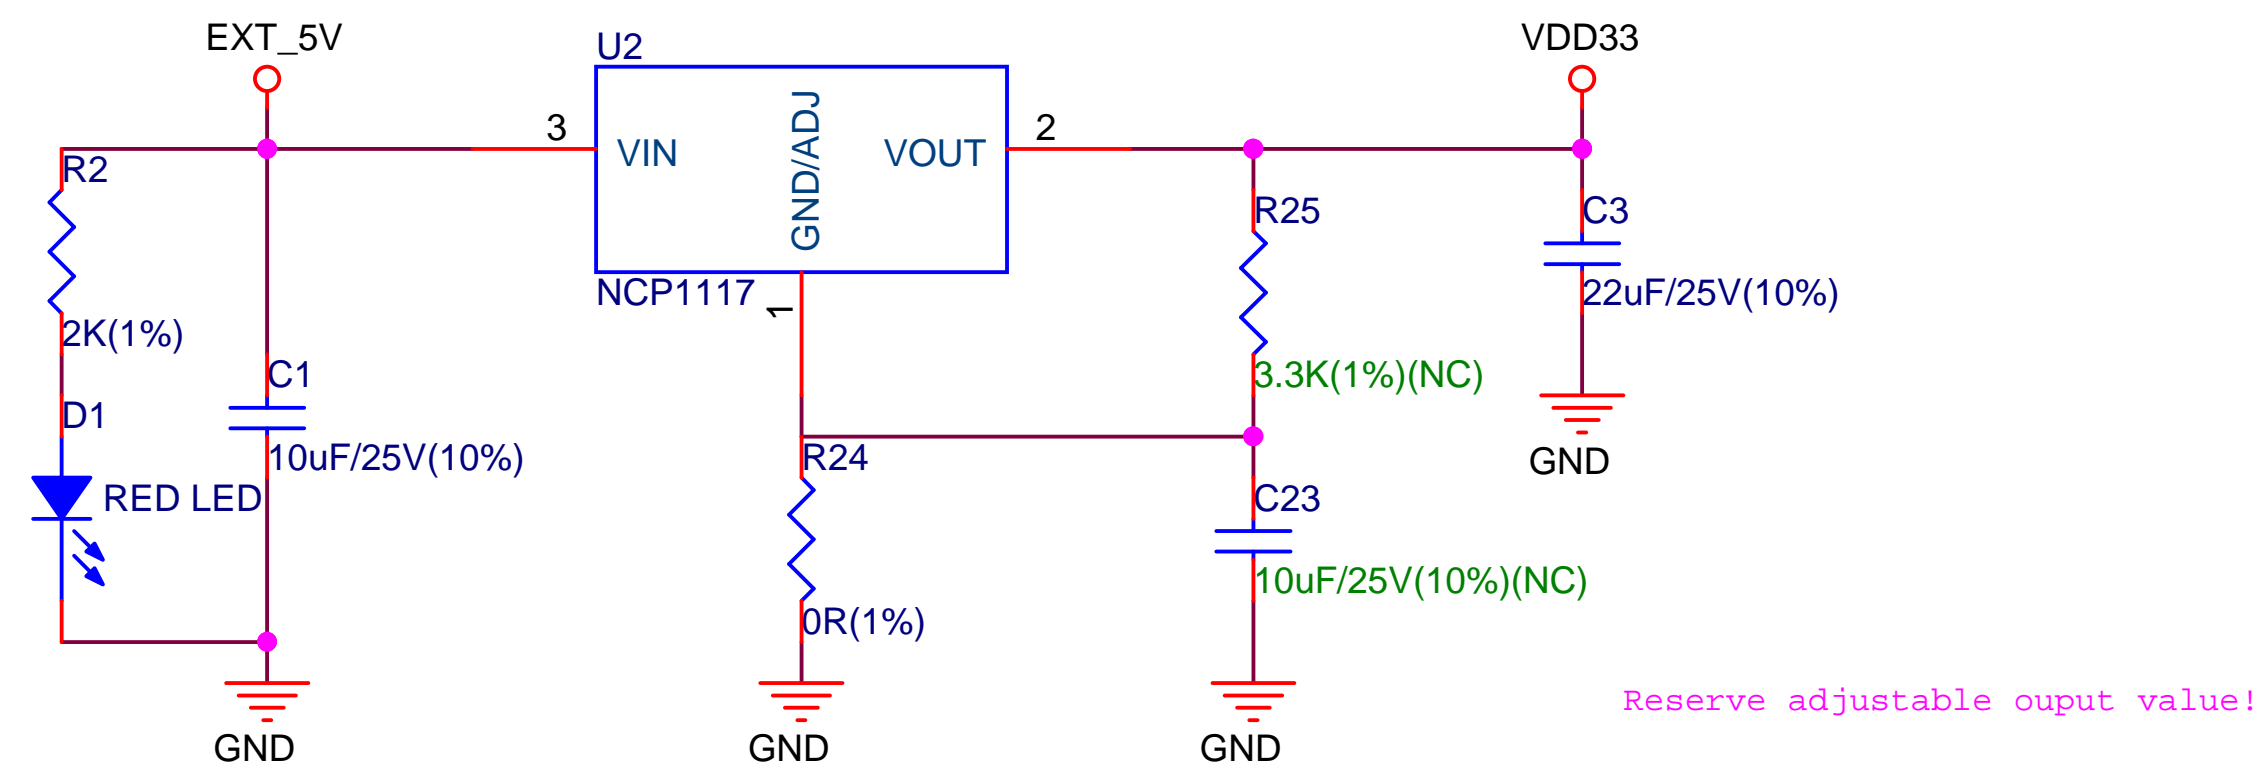 EXT_5V
U2
VDD33
3
VIN
GND/ADJ
VOUT
2
R2
R25
C3
NCP1117
1
22uF/25V(10%)
2K(1%)
C1
3.3K(1%)(NC)
D1
10uF/25V(10%)
R24
GND
RED LED
C23
10uF/25V(10%)(NC)
0R(1%)
Reserve adjustable ouput value!
GND
GND
GND